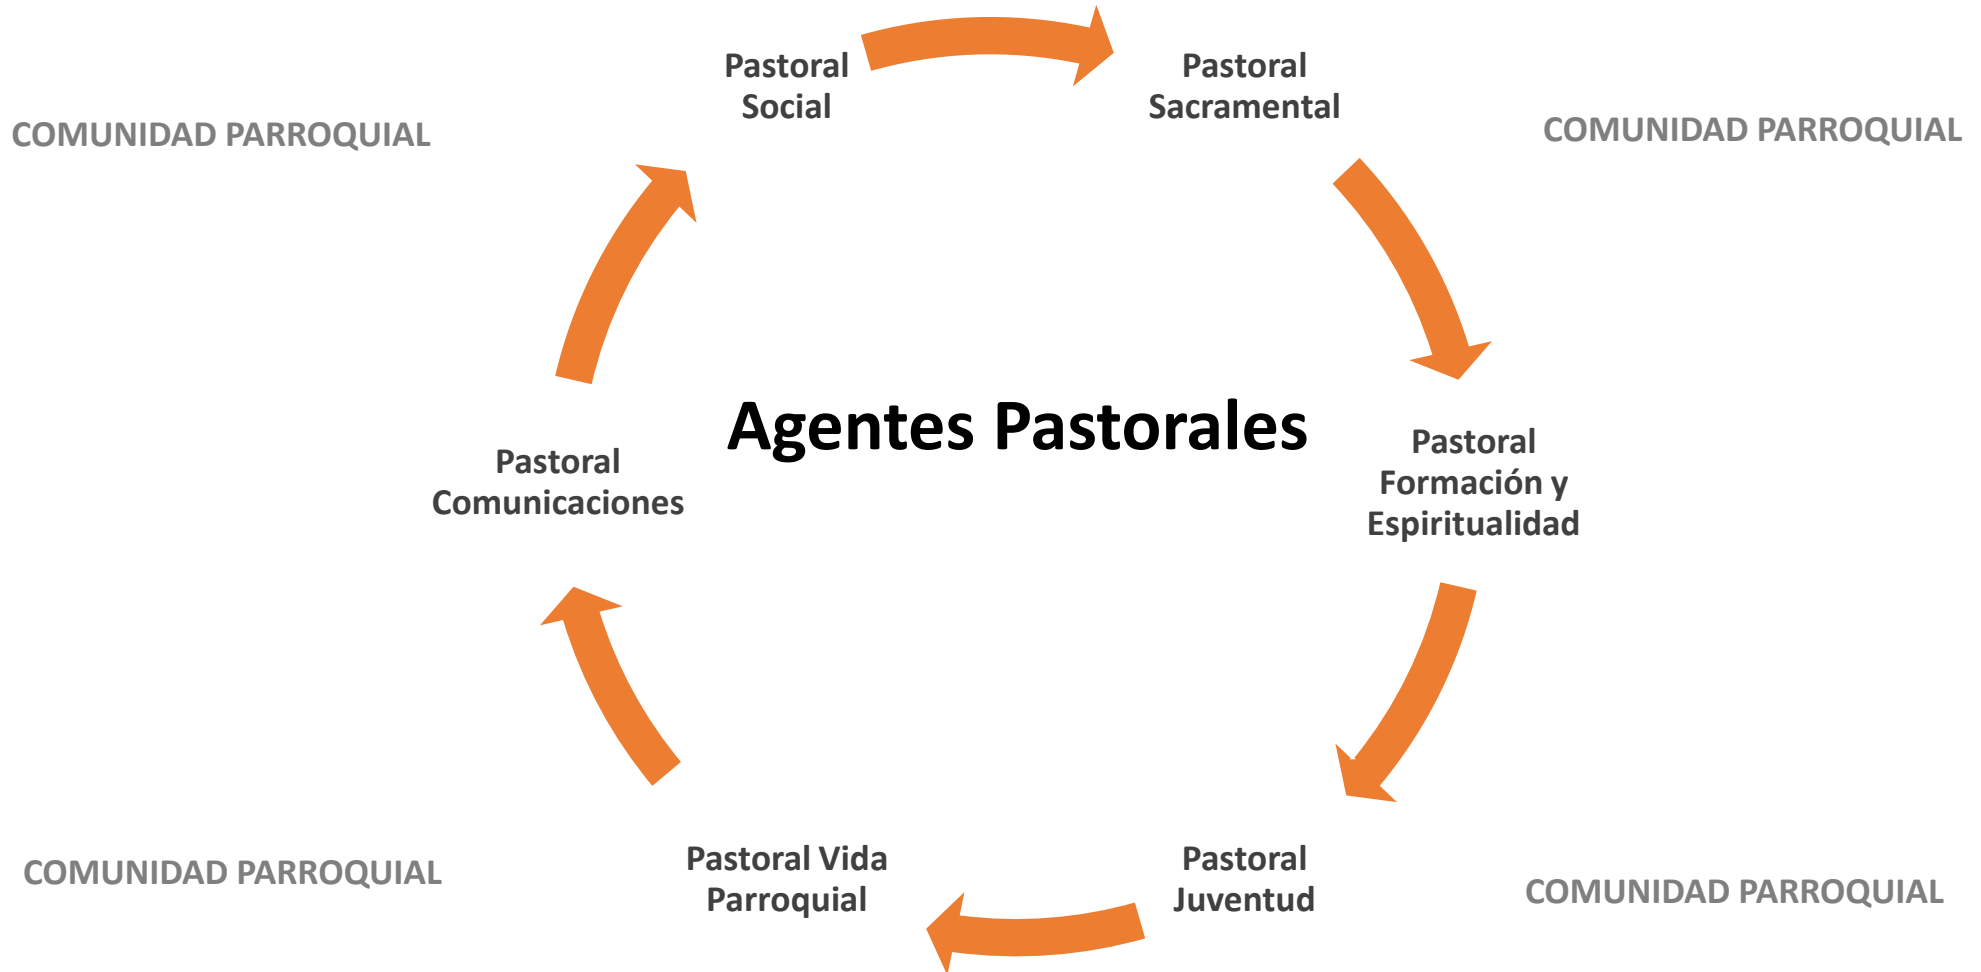 Pastoral
Social
Pastoral
Sacramental
COMUNIDAD PARROQUIAL
COMUNIDAD PARROQUIAL
Agentes Pastorales
Pastoral
Comunicaciones
Pastoral
Formación y
Espiritualidad
Pastoral Vida
Parroquial
Pastoral
Juventud
COMUNIDAD PARROQUIAL
COMUNIDAD PARROQUIAL